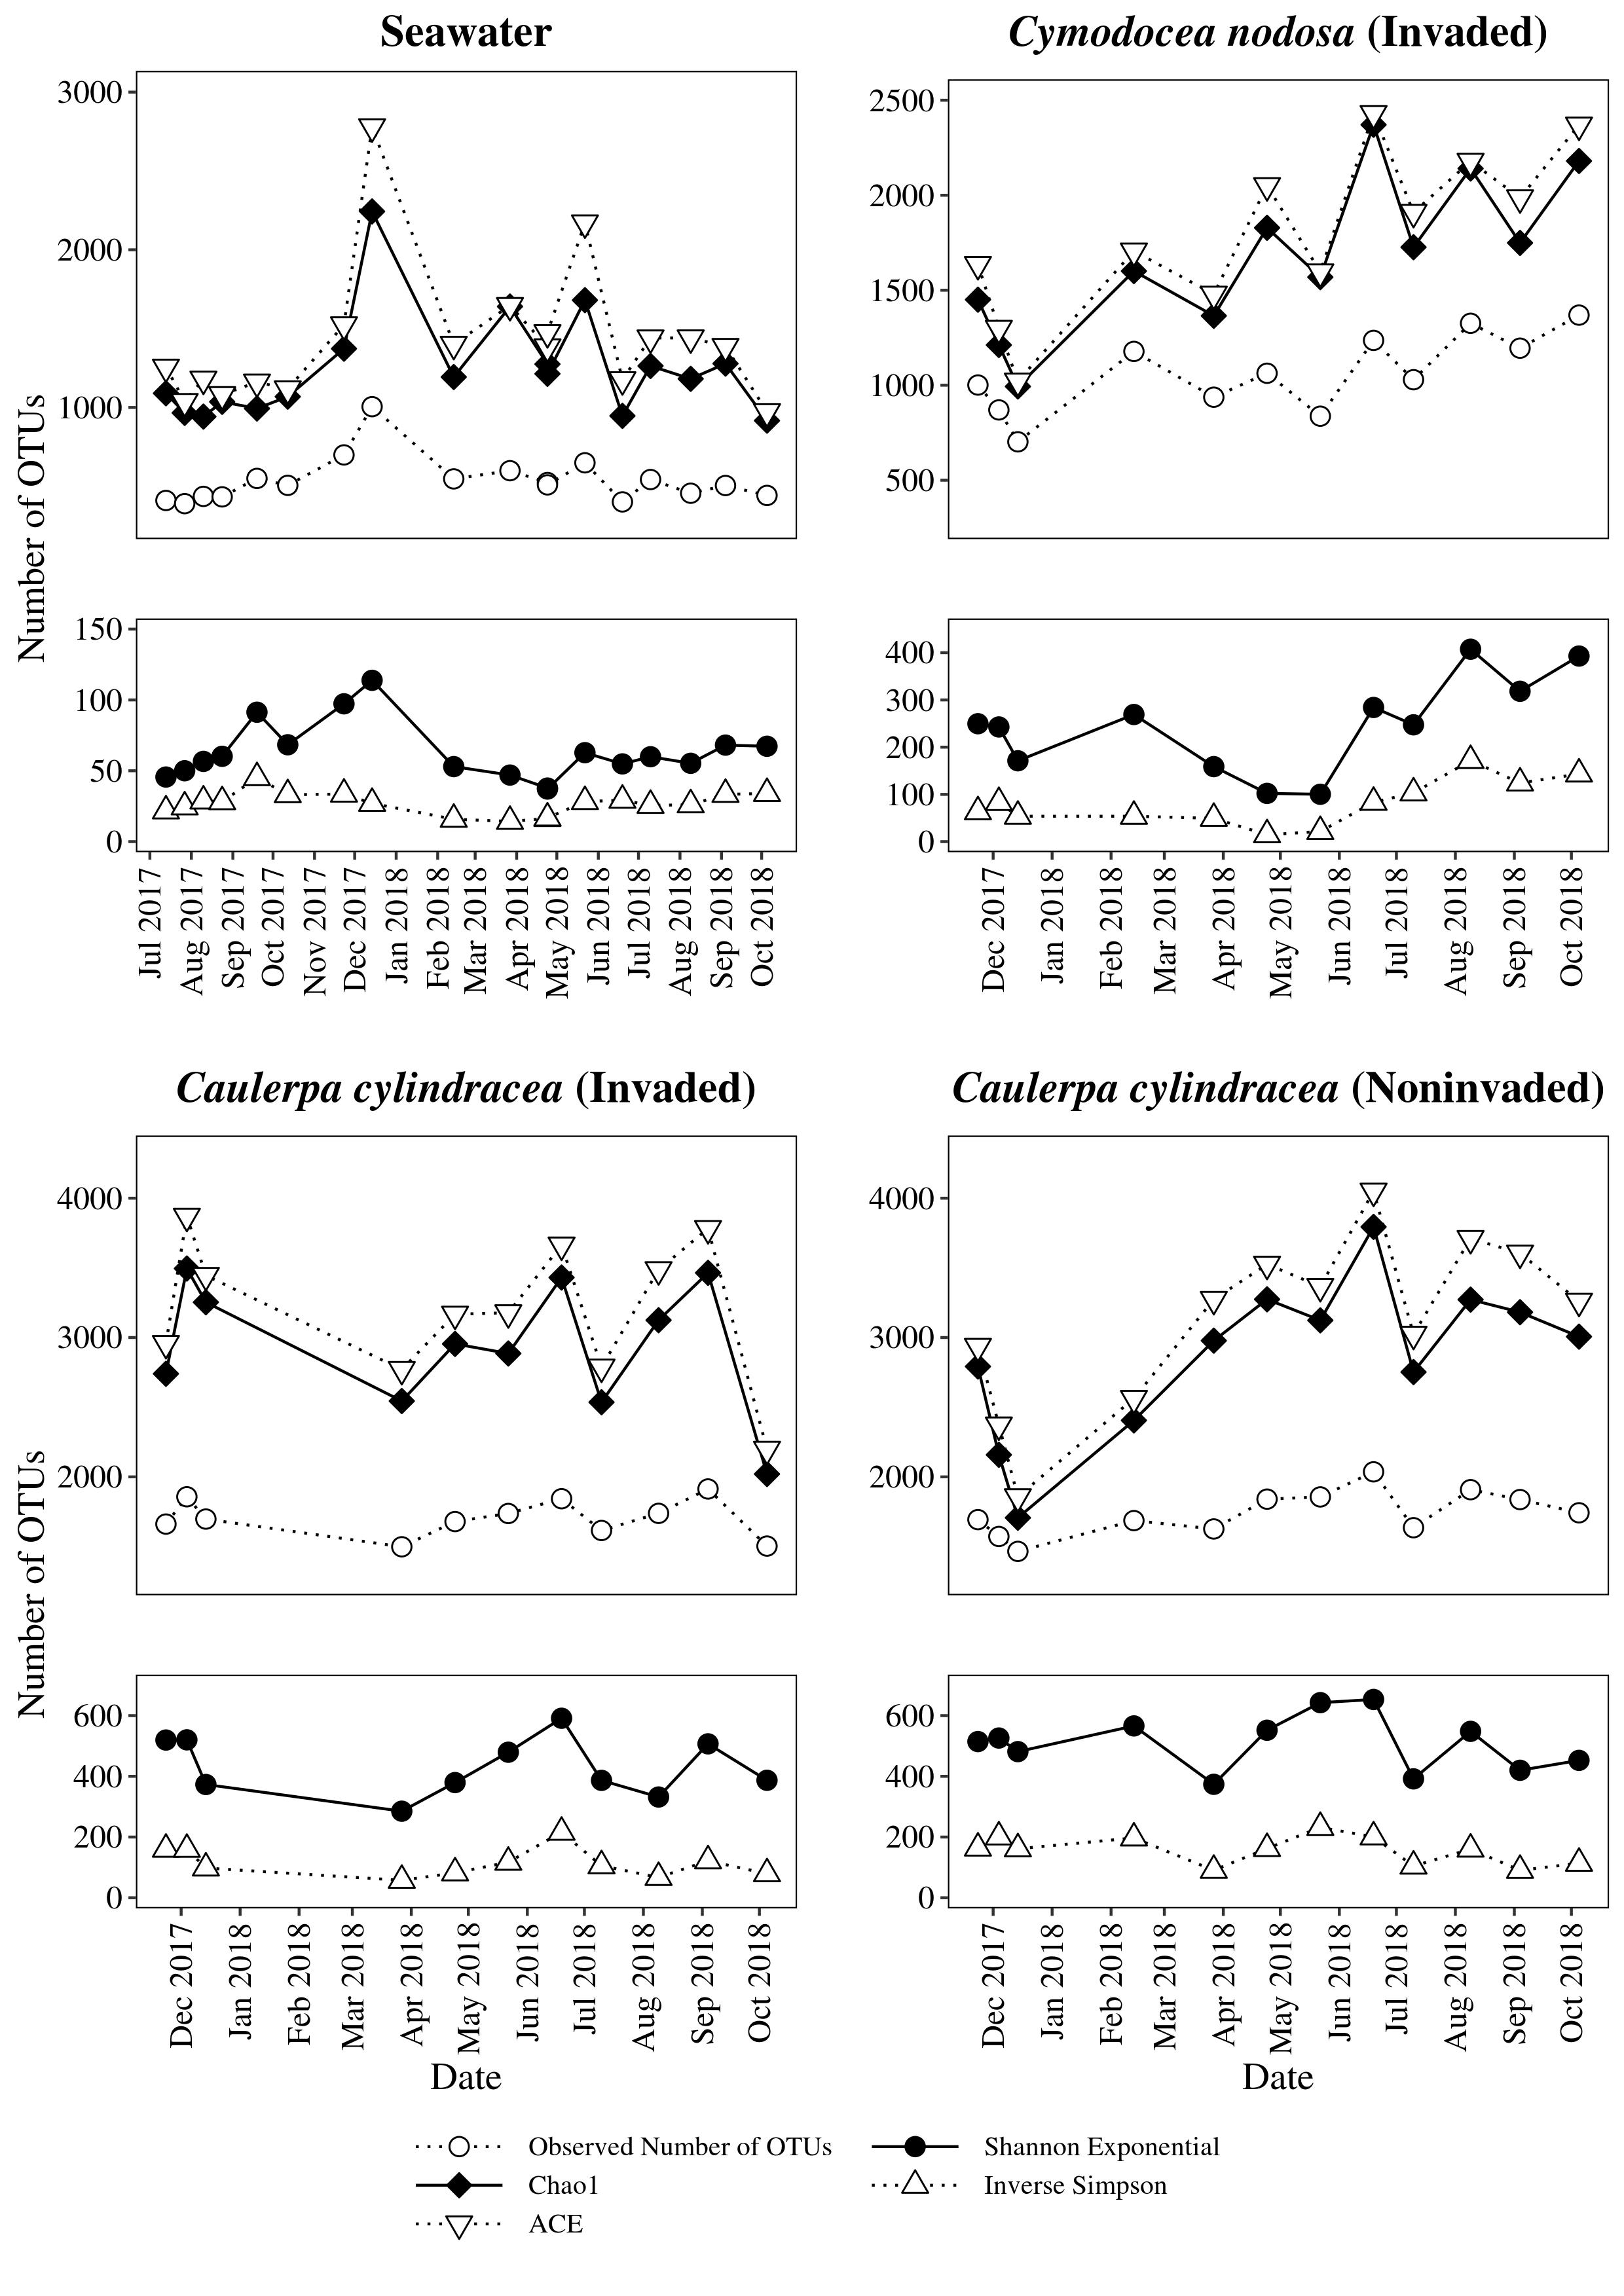 Seawater
Number of OTUs
3000
2000
1000
150
100
50
0
Jul 2017
Aug 2017
Sep 2017
Oct 2017
Nov 2017
Dec 2017
Jan 2018
Feb 2018
Mar 2018
Apr 2018
May 2018
Jun 2018
Jul 2018
Aug 2018
Sep 2018
Oct 2018
Cymodocea nodosa (Invaded)
2500
2000
1500
1000
500
400
300
200
100
0
Dec 2017
Jan 2018
Feb 2018
Mar 2018
Apr 2018
May 2018
Jun 2018
Jul 2018
Aug 2018
Sep 2018
Oct 2018
Caulerpa cylindracea (Invaded)
Number of OTUs
4000
3000
2000
600
400
200
0
Dec 2017
Jan 2018
Feb 2018
Mar 2018
Apr 2018
May 2018
Jun 2018
Jul 2018
Aug 2018
Sep 2018
Oct 2018
Date
Caulerpa cylindracea (Noninvaded)
4000
3000
2000
600
400
200
0
Dec 2017
Jan 2018
Feb 2018
Mar 2018
Apr 2018
May 2018
Jun 2018
Jul 2018
Aug 2018
Sep 2018
Oct 2018
Date
Observed Number of OTUs
Chao1
ACE
Shannon Exponential
Inverse Simpson